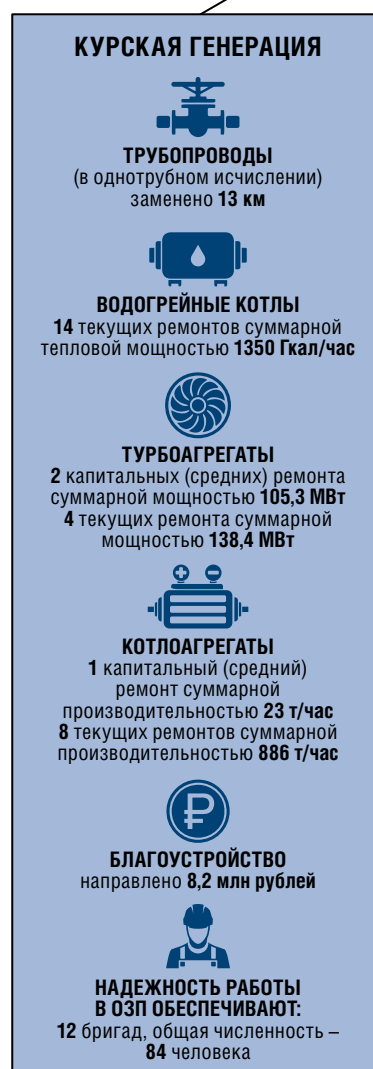 КУРСКАЯ ГЕНЕРАЦИЯ
ТРУБОПРОВОДЫ
(в однотрубном исчислении)
заменено 13 км
ВОДОГРЕЙНЫЕ КОТЛЫ
14 текущих ремонтов суммарной
тепловой мощностью 1350 Гкал/час
ТУРБОАГРЕГАТЫ
2 капитальных (средних) ремонта
суммарной мощностью 105,3 МВт
4 текущих ремонта суммарной
мощностью 138,4 МВт
КОТЛОАГРЕГАТЫ
1 капитальный (средний)
ремонт суммарной
производительностью 23 т/час
8 текущих ремонтов суммарной
производительностью 886 т/час
БЛАГОУСТРОЙСТВО
направлено 8,2 млн рублей
НАДЕЖНОСТЬ РАБОТЫ
В ОЗП ОБЕСПЕЧИВАЮТ:
12 бригад, общая численность –
84 человека